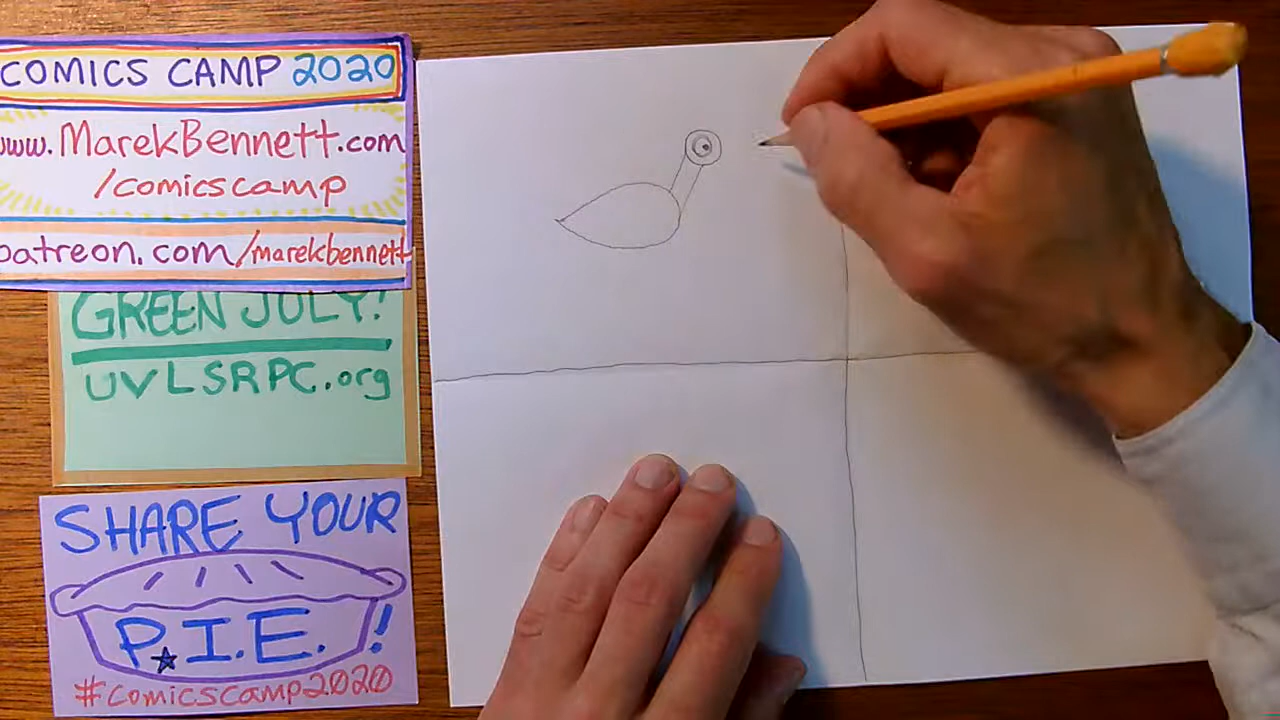 COMICS CAMP 2020
www.MarekBennett.com
/comicscamp
patreon.com/marekbennett
GREEN JULY!
UVLSRPC.org
SHARE YOUR
P.I.E.!
#comicscamp2020